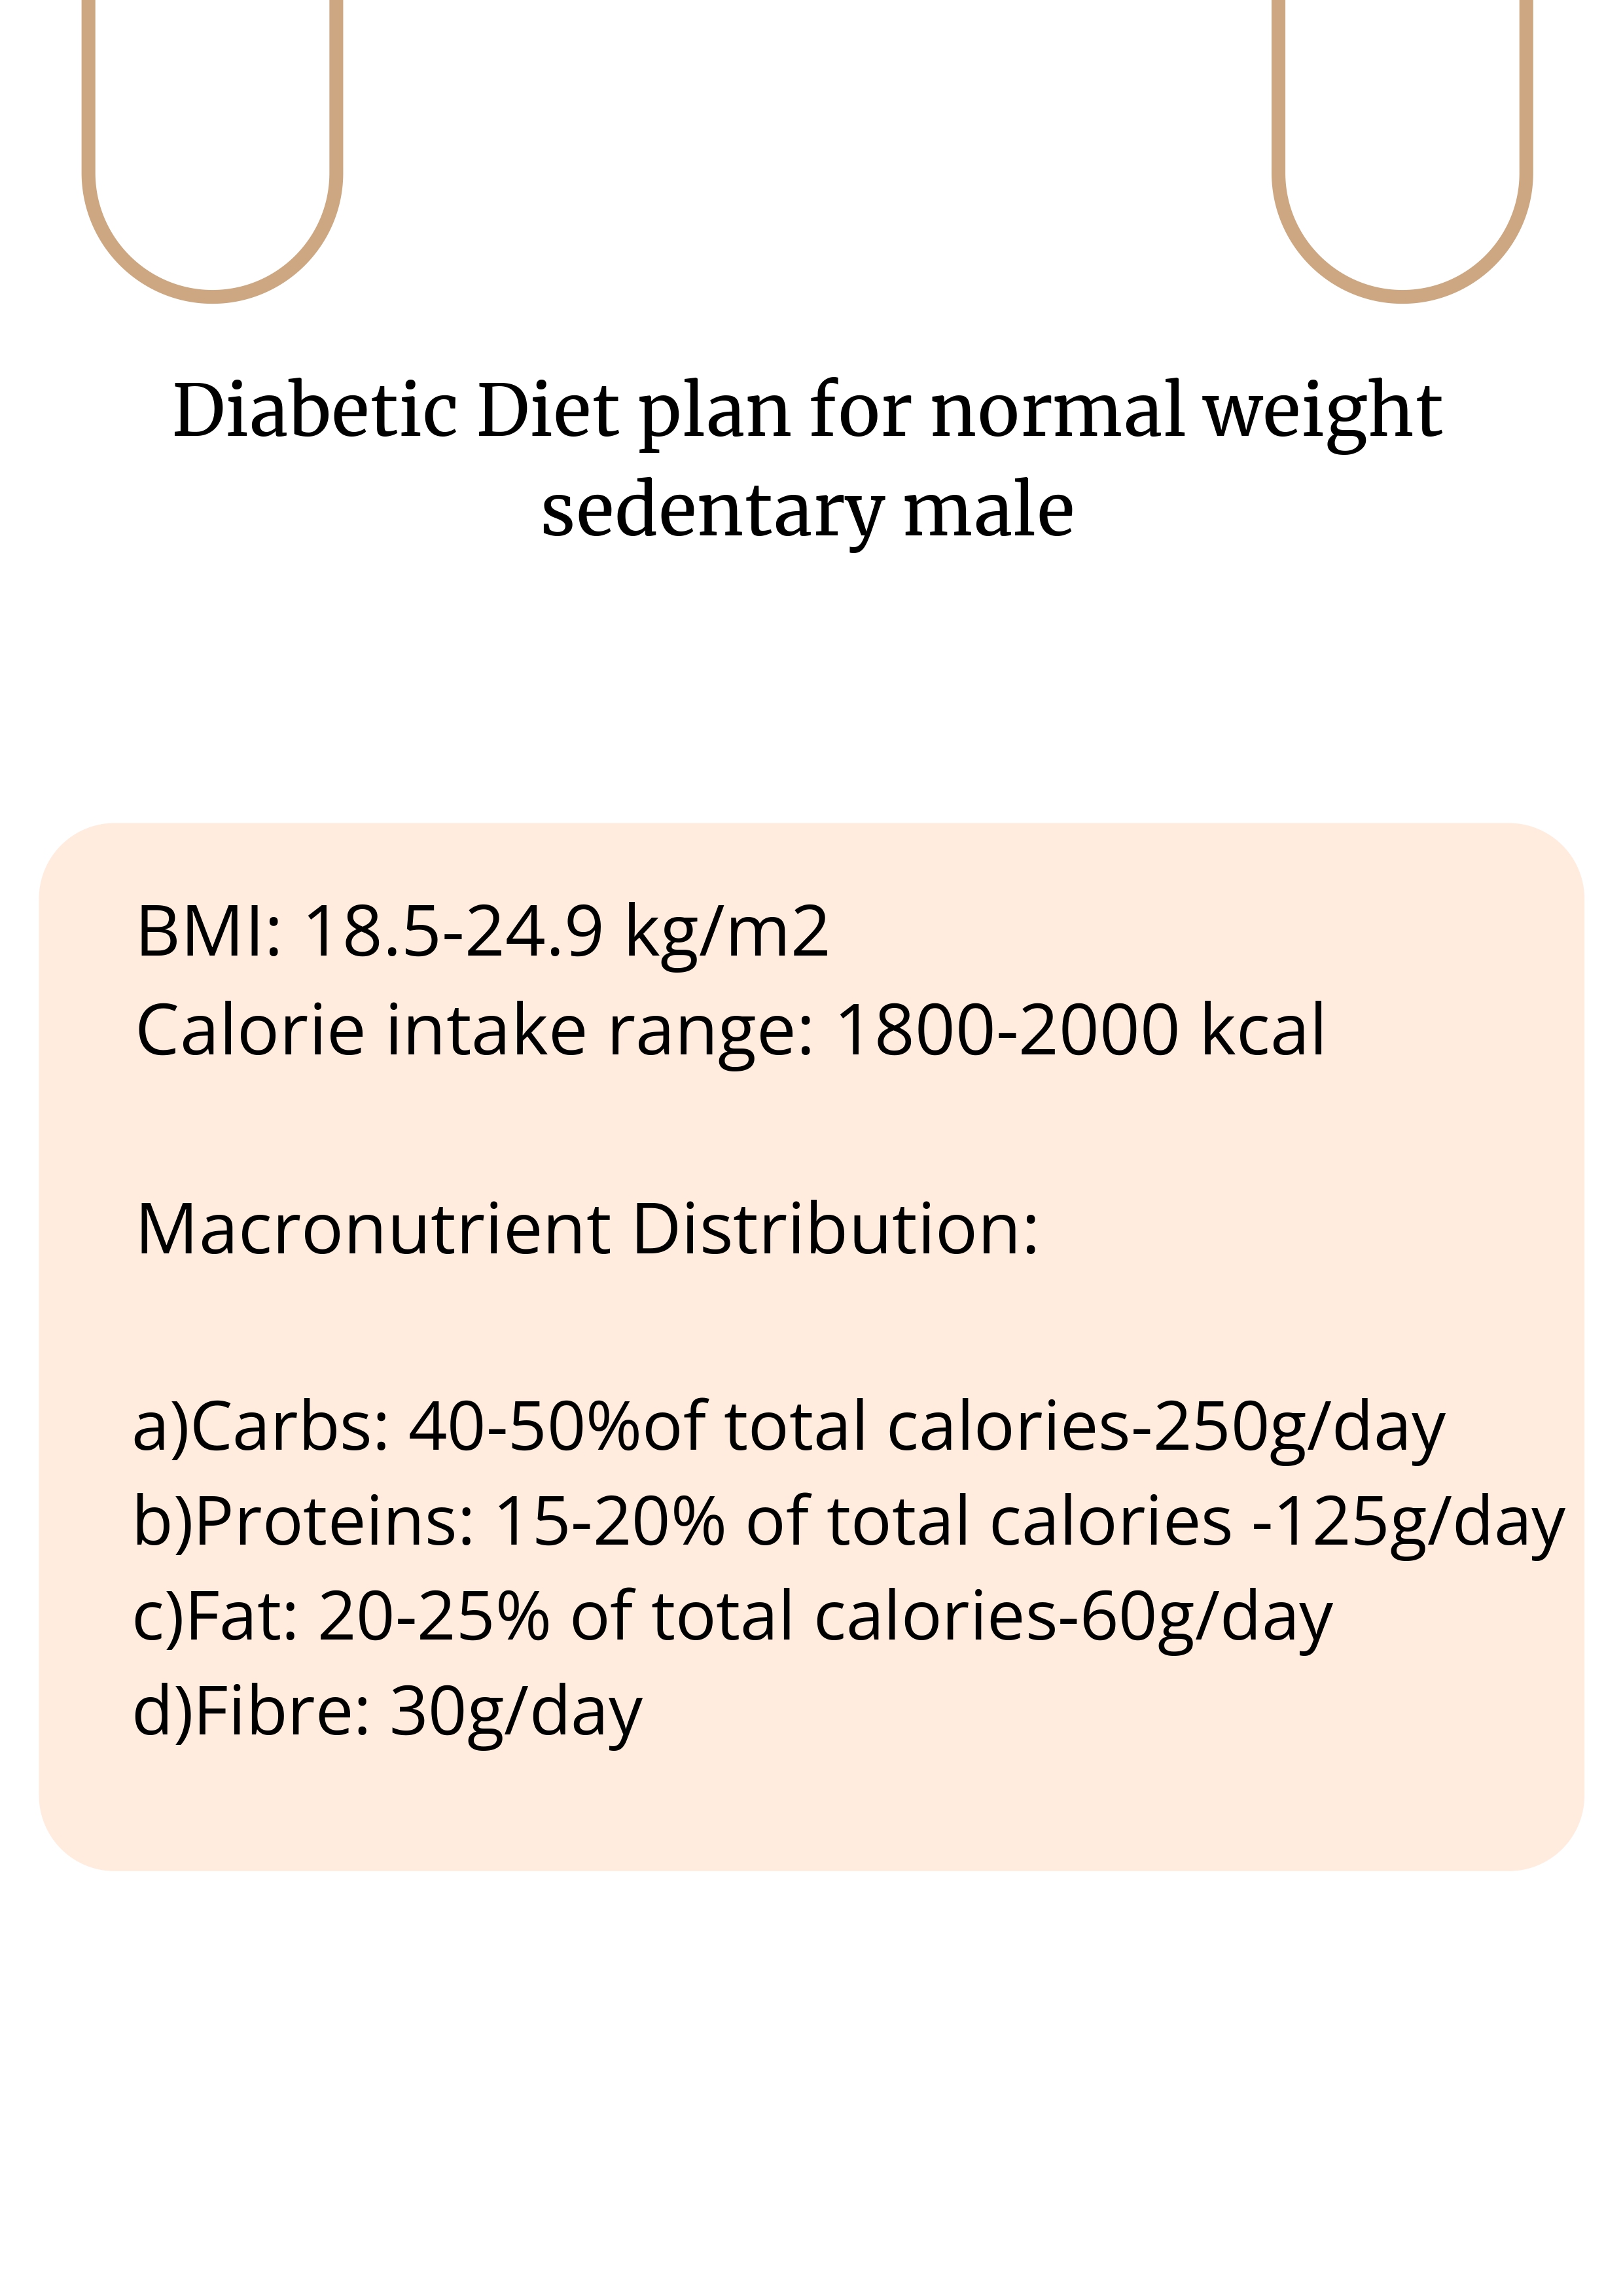 Diabetic Diet plan for normal weight
sedentary male
BMI: 18.5-24.9 kg/m2
Calorie intake range: 1800-2000 kcal
Macronutrient Distribution:
a)Carbs: 40-50%of total calories-250g/day
b)Proteins: 15-20% of total calories -125g/day
c)Fat: 20-25% of total calories-60g/day
d)Fibre: 30g/day